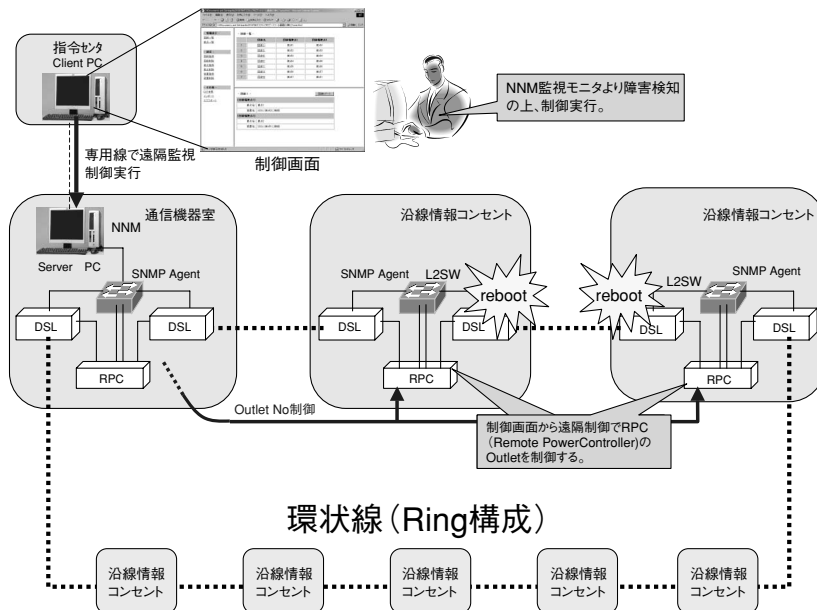 指令センタ
Client PC
制御画面
NNM監視モニタより障害検知
の上、制御実行。
専用線で遠隔監視
制御実行
通信機器室
NNM
Server PC
SNMP Agent
DSL
DSL
RPC
沿線情報コンセント
SNMP Agent
L2SW
reboot
DSL
DSL
RPC
沿線情報コンセント
reboot
L2SW
SNMP Agent
DSL
DSL
RPC
Outlet No制御
制御画面から遠隔制御でRPC
(Remote PowerController)の
Outletを制御する。
環状線(Ring構成)
沿線情報
コンセント
沿線情報
コンセント
沿線情報
コンセント
沿線情報
コンセント
沿線情報
コンセント